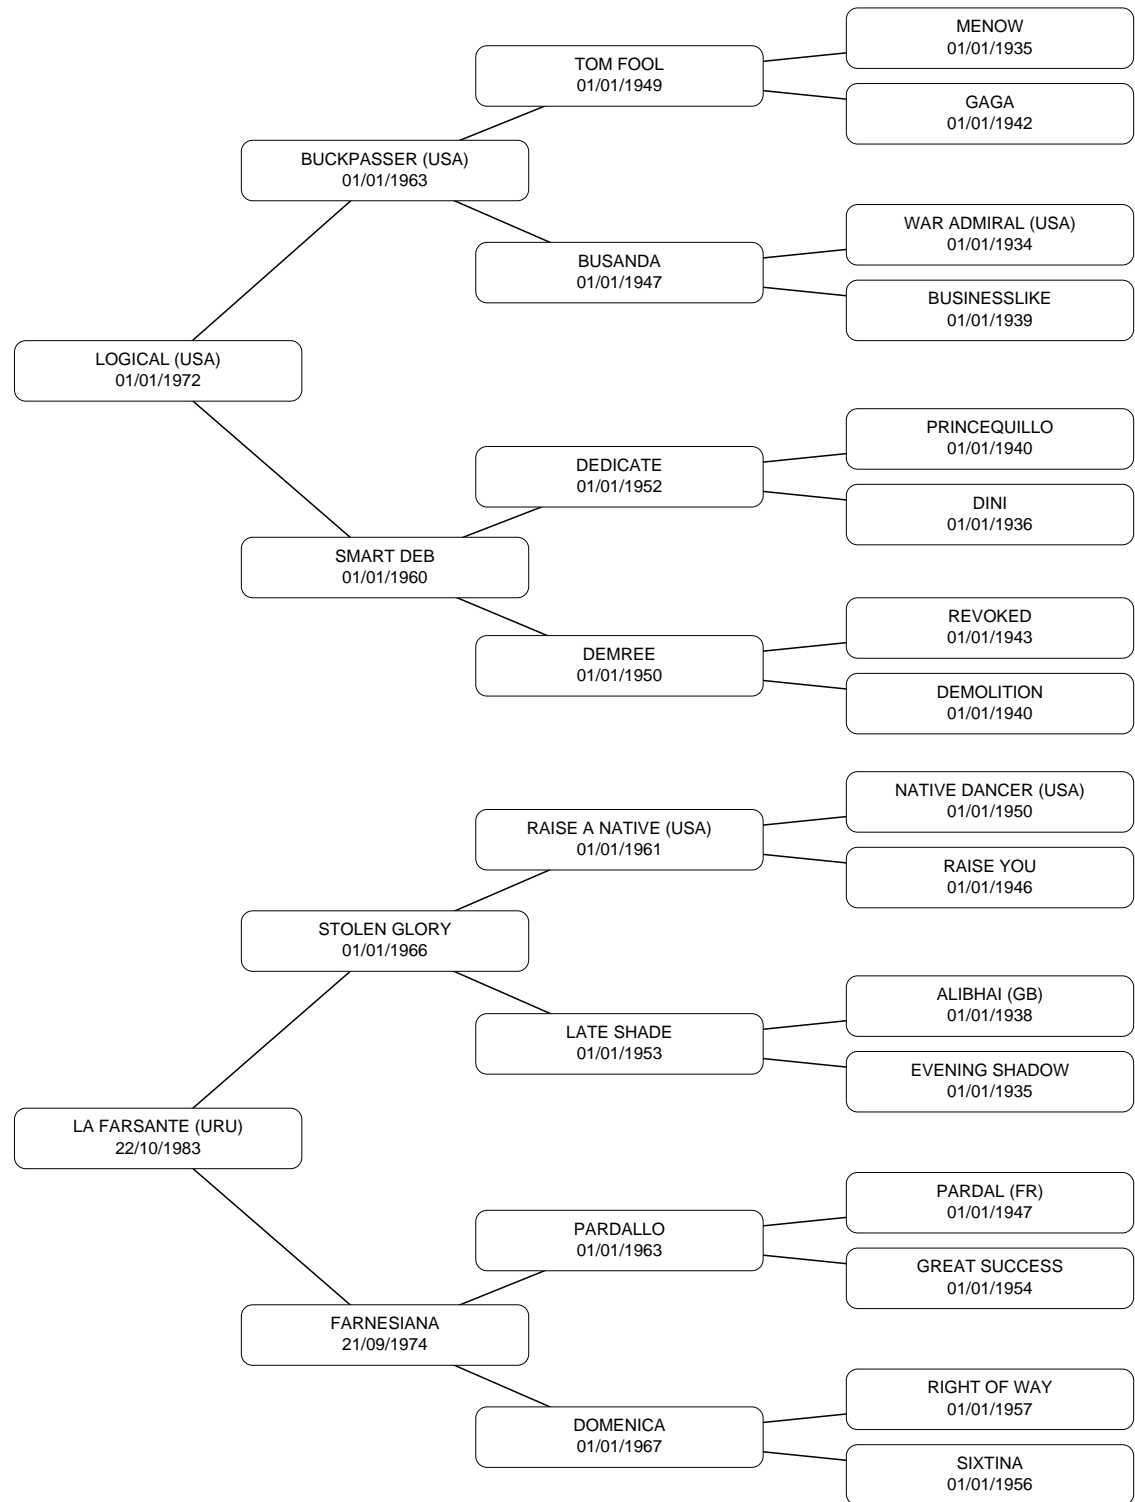 MENOW
01/01/1935
TOM FOOL
01/01/1949
GAGA
01/01/1942
BUCKPASSER (USA)
01/01/1963
WAR ADMIRAL (USA)
01/01/1934
BUSANDA
01/01/1947
BUSINESSLIKE
01/01/1939
LOGICAL (USA)
01/01/1972
PRINCEQUILLO
01/01/1940
DEDICATE
01/01/1952
DINI
01/01/1936
SMART DEB
01/01/1960
REVOKED
01/01/1943
DEMREE
01/01/1950
DEMOLITION
01/01/1940
NATIVE DANCER (USA)
01/01/1950
RAISE A NATIVE (USA)
01/01/1961
RAISE YOU
01/01/1946
STOLEN GLORY
01/01/1966
ALIBHAI (GB)
01/01/1938
LATE SHADE
01/01/1953
EVENING SHADOW
01/01/1935
LA FARSANTE (URU)
22/10/1983
PARDAL (FR)
01/01/1947
PARDALLO
01/01/1963
GREAT SUCCESS
01/01/1954
FARNESIANA
21/09/1974
RIGHT OF WAY
01/01/1957
DOMENICA
01/01/1967
SIXTINA
01/01/1956